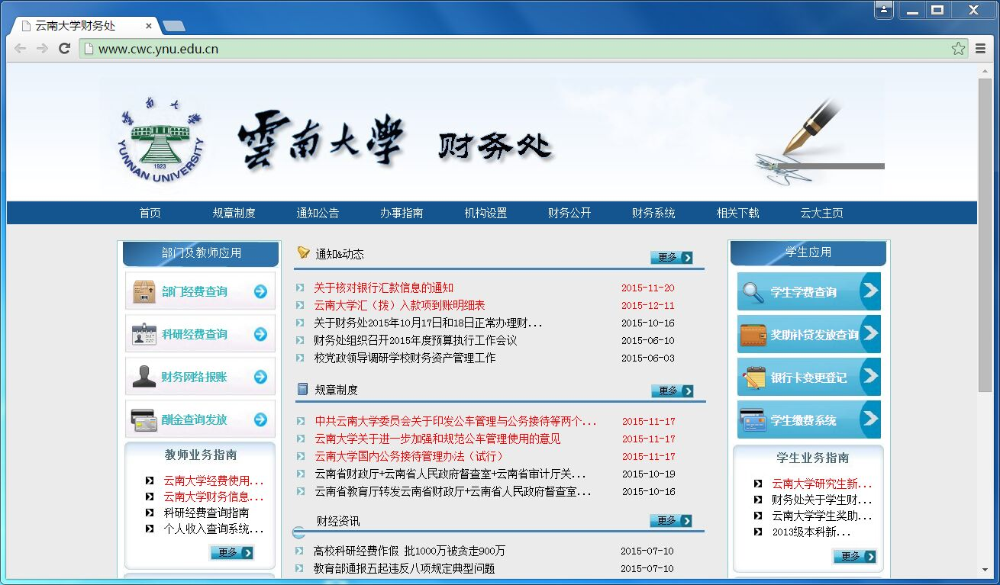 云南大学财务处
www.cwc.ynu.edu.cn
云南大学
YUNNAN UNIVERSITY
1923
雲南大學 财务处
首页 规章制度 通知公告 办事指南 机构设置 财务公开 财务系统 相关下载 云大主页
部门及教师应用
部门经费查询
科研经费查询
财务网络报账
酬金查询发放
教师业务指南
云南大学经费使用...
云南大学财务信息...
科研经费查询指南
个人收入查询系统...
更多
通知&动态 更多
关于核对银行汇款信息的通知 2015-11-20
云南大学汇（拨）入款项到账明细表 2015-12-11
关于财务处2015年10月17日和18日正常办理财... 2015-10-16
财务处组织召开2015年度预算执行工作会议 2015-06-10
校党政领导调研学校财务资产管理工作 2015-06-03
规章制度 更多
中共云南大学委员会关于印发公车管理与公务接待等两个... 2015-11-17
云南大学关于进一步加强和规范公车管理使用的意见 2015-11-17
云南大学国内公务接待管理办法（试行） 2015-11-17
云南省财政厅+云南省人民政府督查室+云南省审计厅关... 2015-10-19
云南省教育厅转发云南省财政厅+云南省人民政府督查室... 2015-10-16
财经资讯 更多
高校科研经费作假 批1000万被贪走900万 2015-07-10
教育部通报五起违反八项规定典型问题 2015-07-10
学生应用
学生学费查询
奖助补贷发放查询
银行卡变更登记
学生缴费系统
学生业务指南
云南大学研究生新...
财务处关于学生财...
云南大学学生奖助...
2013级本科新...
更多